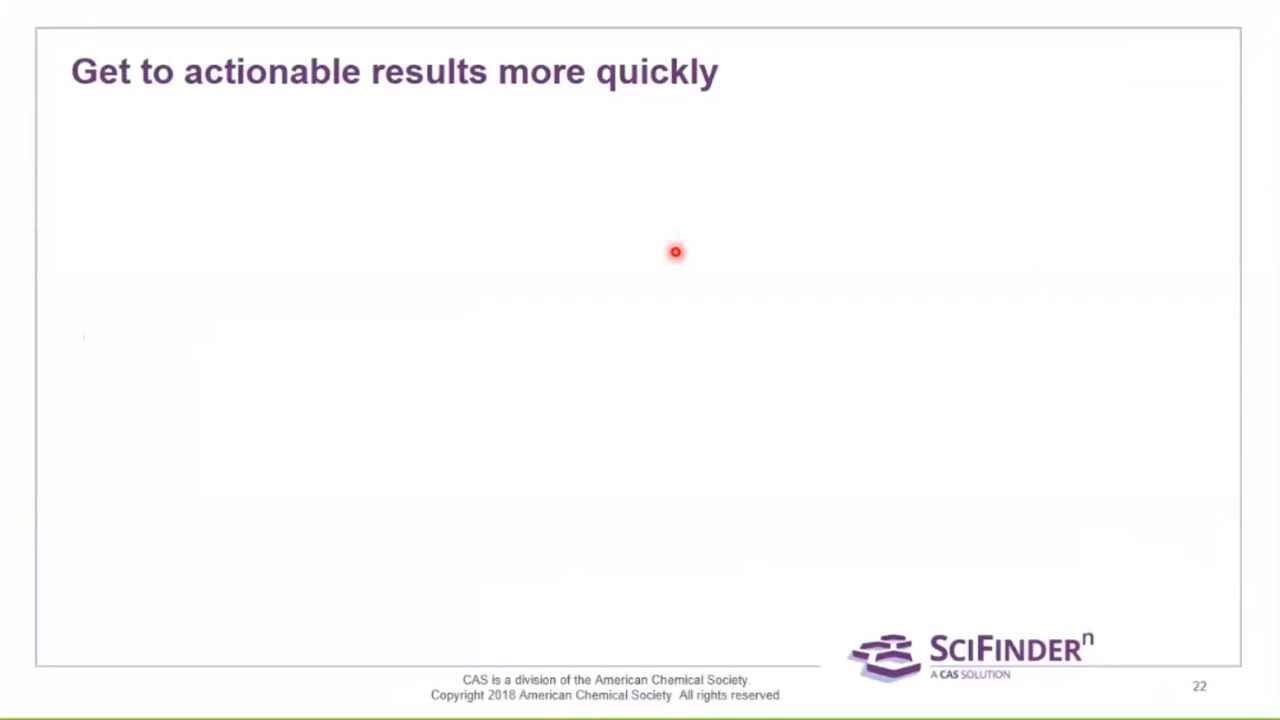 Get to actionable results more quickly
SCIFINDERⁿ
A CAS SOLUTION
CAS is a division of the American Chemical Society.
Copyright 2018 American Chemical Society All rights reserved.
22